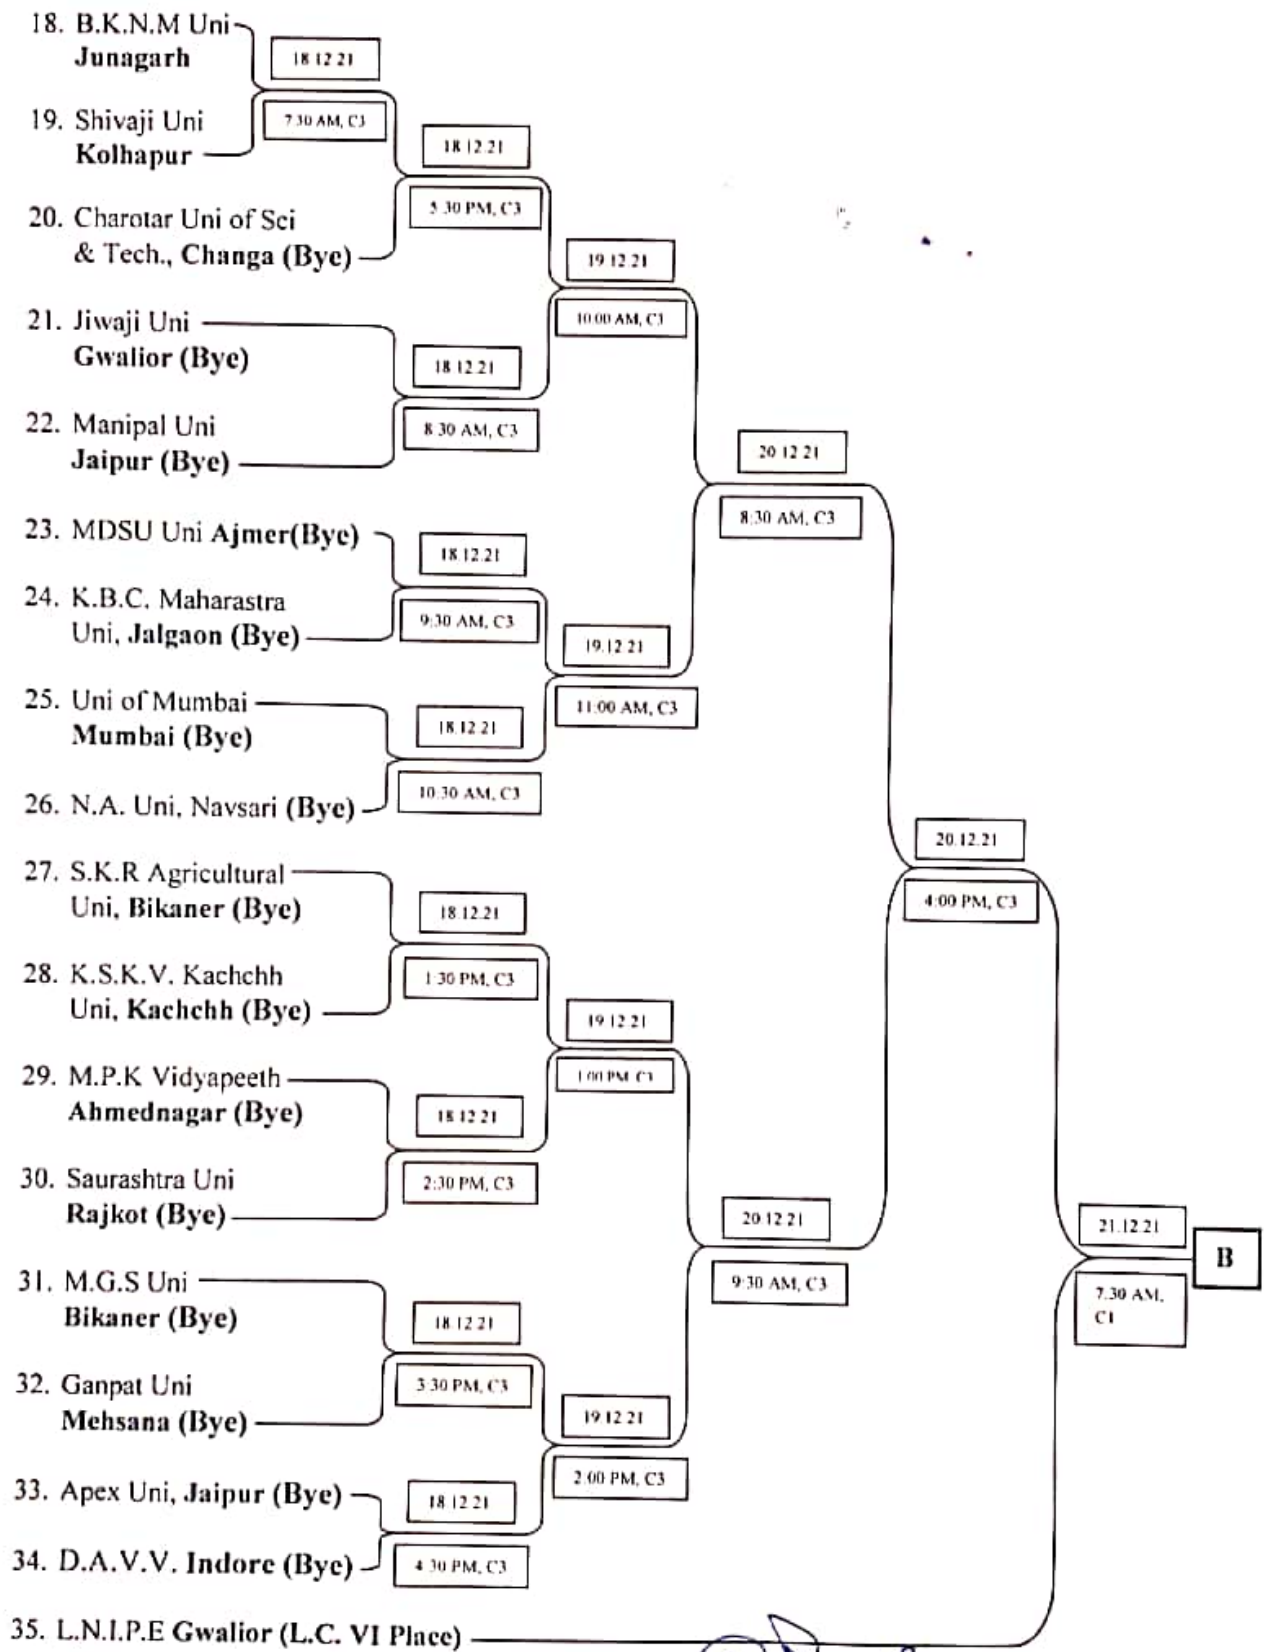 18. B.K.N.M Uni
Junagarh
18 12 21
7 30 AM, C3
19. Shivaji Uni
Kolhapur
18 12 21
5 30 PM, C3
20. Charotar Uni of Sci
& Tech., Changa (Bye)
19 12 21
10:00 AM, C3
21. Jiwaji Uni
Gwalior (Bye)
18 12 21
8 30 AM, C3
22. Manipal Uni
Jaipur (Bye)
20 12 21
8:30 AM, C3
23. MDSU Uni Ajmer(Bye)
18.12.21
9:30 AM, C3
24. K.B.C. Maharastra
Uni, Jalgaon (Bye)
19.12.21
11:00 AM, C3
25. Uni of Mumbai
Mumbai (Bye)
18.12.21
10:30 AM, C3
26. N.A. Uni, Navsari (Bye)
20.12.21
4:00 PM, C3
27. S.K.R Agricultural
Uni, Bikaner (Bye)
18.12.21
1:30 PM, C3
28. K.S.K.V. Kachchh
Uni, Kachchh (Bye)
19 12 21
1:00 PM C3
29. M.P.K Vidyapeeth
Ahmednagar (Bye)
18 12 21
2:30 PM, C3
30. Saurashtra Uni
Rajkot (Bye)
20 12 21
9:30 AM, C3
21.12.21
7.30 AM,
C1
B
31. M.G.S Uni
Bikaner (Bye)
18 12 21
3:30 PM, C3
32. Ganpat Uni
Mehsana (Bye)
19 12 21
2:00 PM, C3
33. Apex Uni, Jaipur (Bye)
18 12 21
4 30 PM, C3
34. D.A.V.V. Indore (Bye)
35. L.N.I.P.E Gwalior (L.C. VI Place)